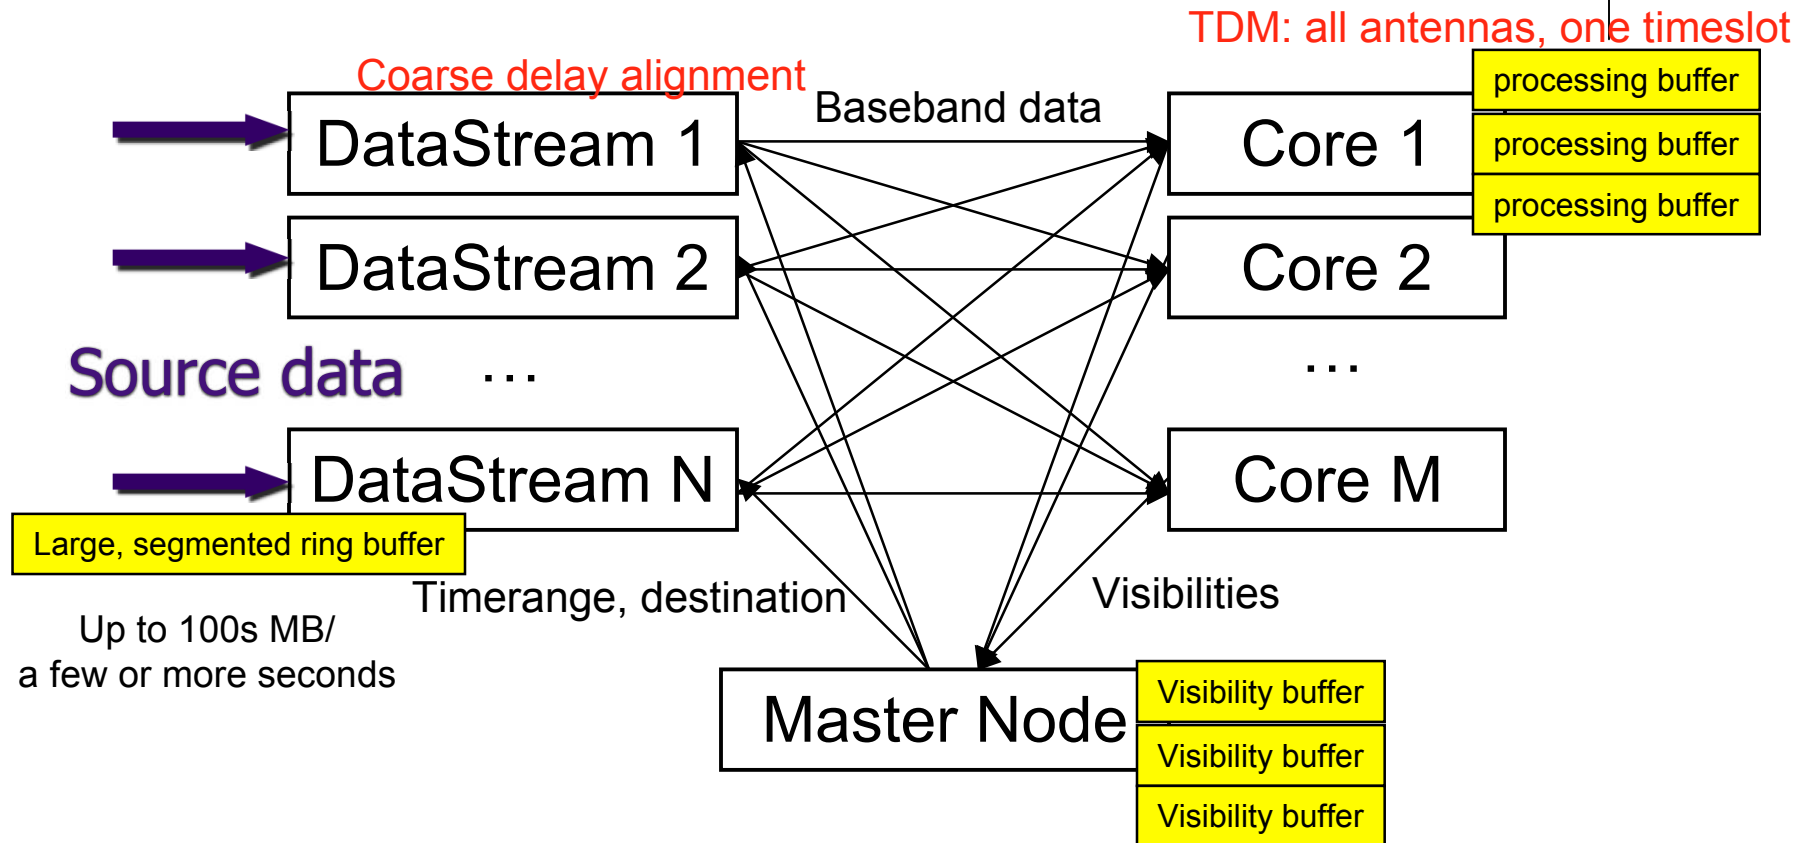 TDM: all antennas, one timeslot
Coarse delay alignment
processing buffer
Baseband data
DataStream 1
Core 1
processing buffer
processing buffer
DataStream 2
Core 2
Source data
…
…
DataStream N
Core M
Large, segmented ring buffer
Timerange, destination
Visibilities
Up to 100s MB/
a few or more seconds
Master Node
Visibility buffer
Visibility buffer
Visibility buffer